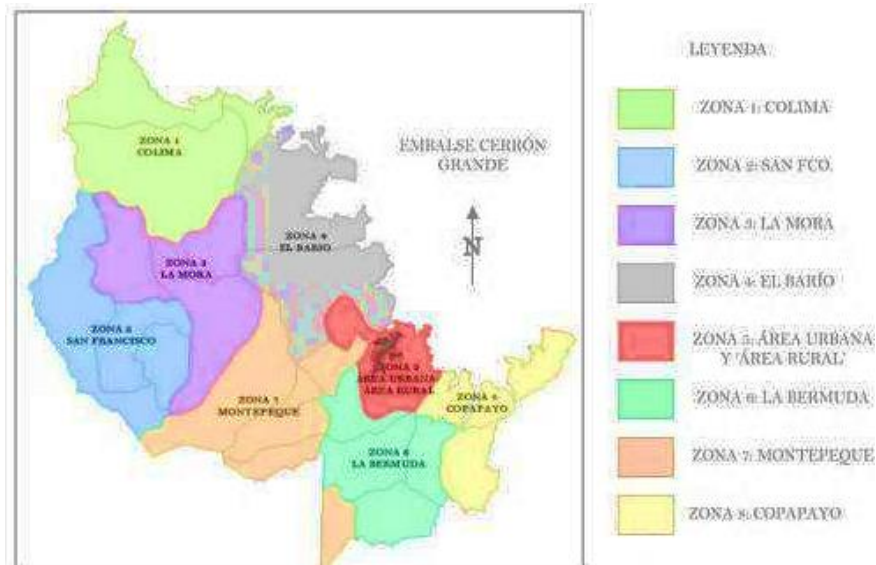 ZONA 1
COLIMA
EMBALSE CERRÓN
GRANDE
N
ZONA
EL BARIO
ZONA 3
LA MORA
ZONA 2
SAN FRANCISCO
ZONA 5
ÁREA URBANA
ÁREA RURAL
ZONA 7
MONTEPEQUE
ZONA
COPAPAYO
ZONA 6
LA BERMUDA
LEYENDA
ZONA 1: COLIMA
ZONA 2: SAN FCO.
ZONA 3: LA MORA
ZONA 4: EL BARÍO
ZONA 5: ÁREA URBANA
Y ÁREA RURAL
ZONA 6: LA BERMUDA
ZONA 7: MONTEPEQUE
ZONA 8: COPAPAYO